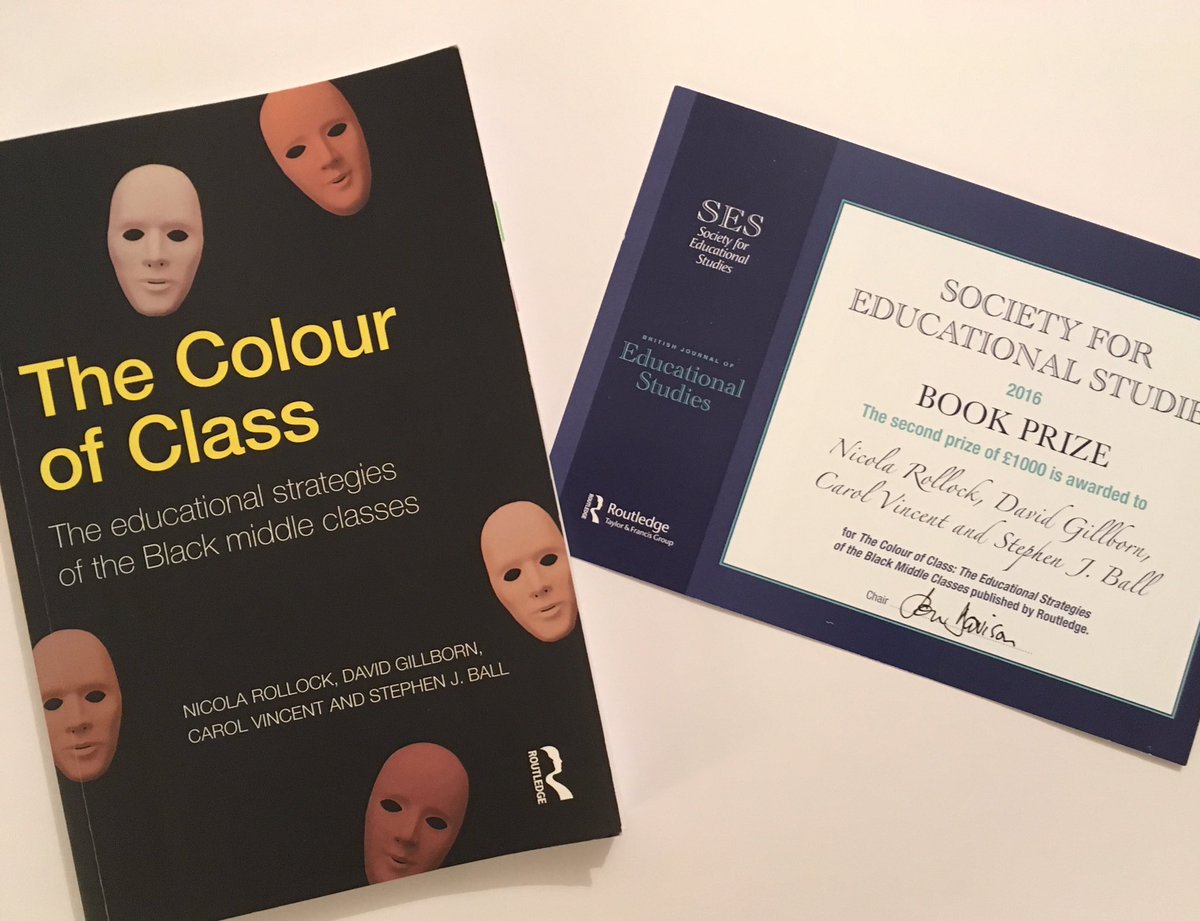 The Colour
of Class
The educational strategies
of the Black middle classes
NICOLA ROLLOCK, DAVID GILLBORN,
CAROL VINCENT AND STEPHEN J. BALL
ROUTLEDGE
SES
Society for
Educational
Studies
BRITISH JOURNAL OF
Educational
Studies
ROUTLEDGE
Routledge
Taylor & Francis Group
SOCIETY FOR
EDUCATIONAL STUDIE
2016
BOOK PRIZE
The second prize of £1000 is awarded to
Nicola Rollock, David Gillborn,
Carol Vincent and Stephen J. Ball
for The Colour of Class: The Educational Strategies
of the Black Middle Classes published by Routledge.
Chair